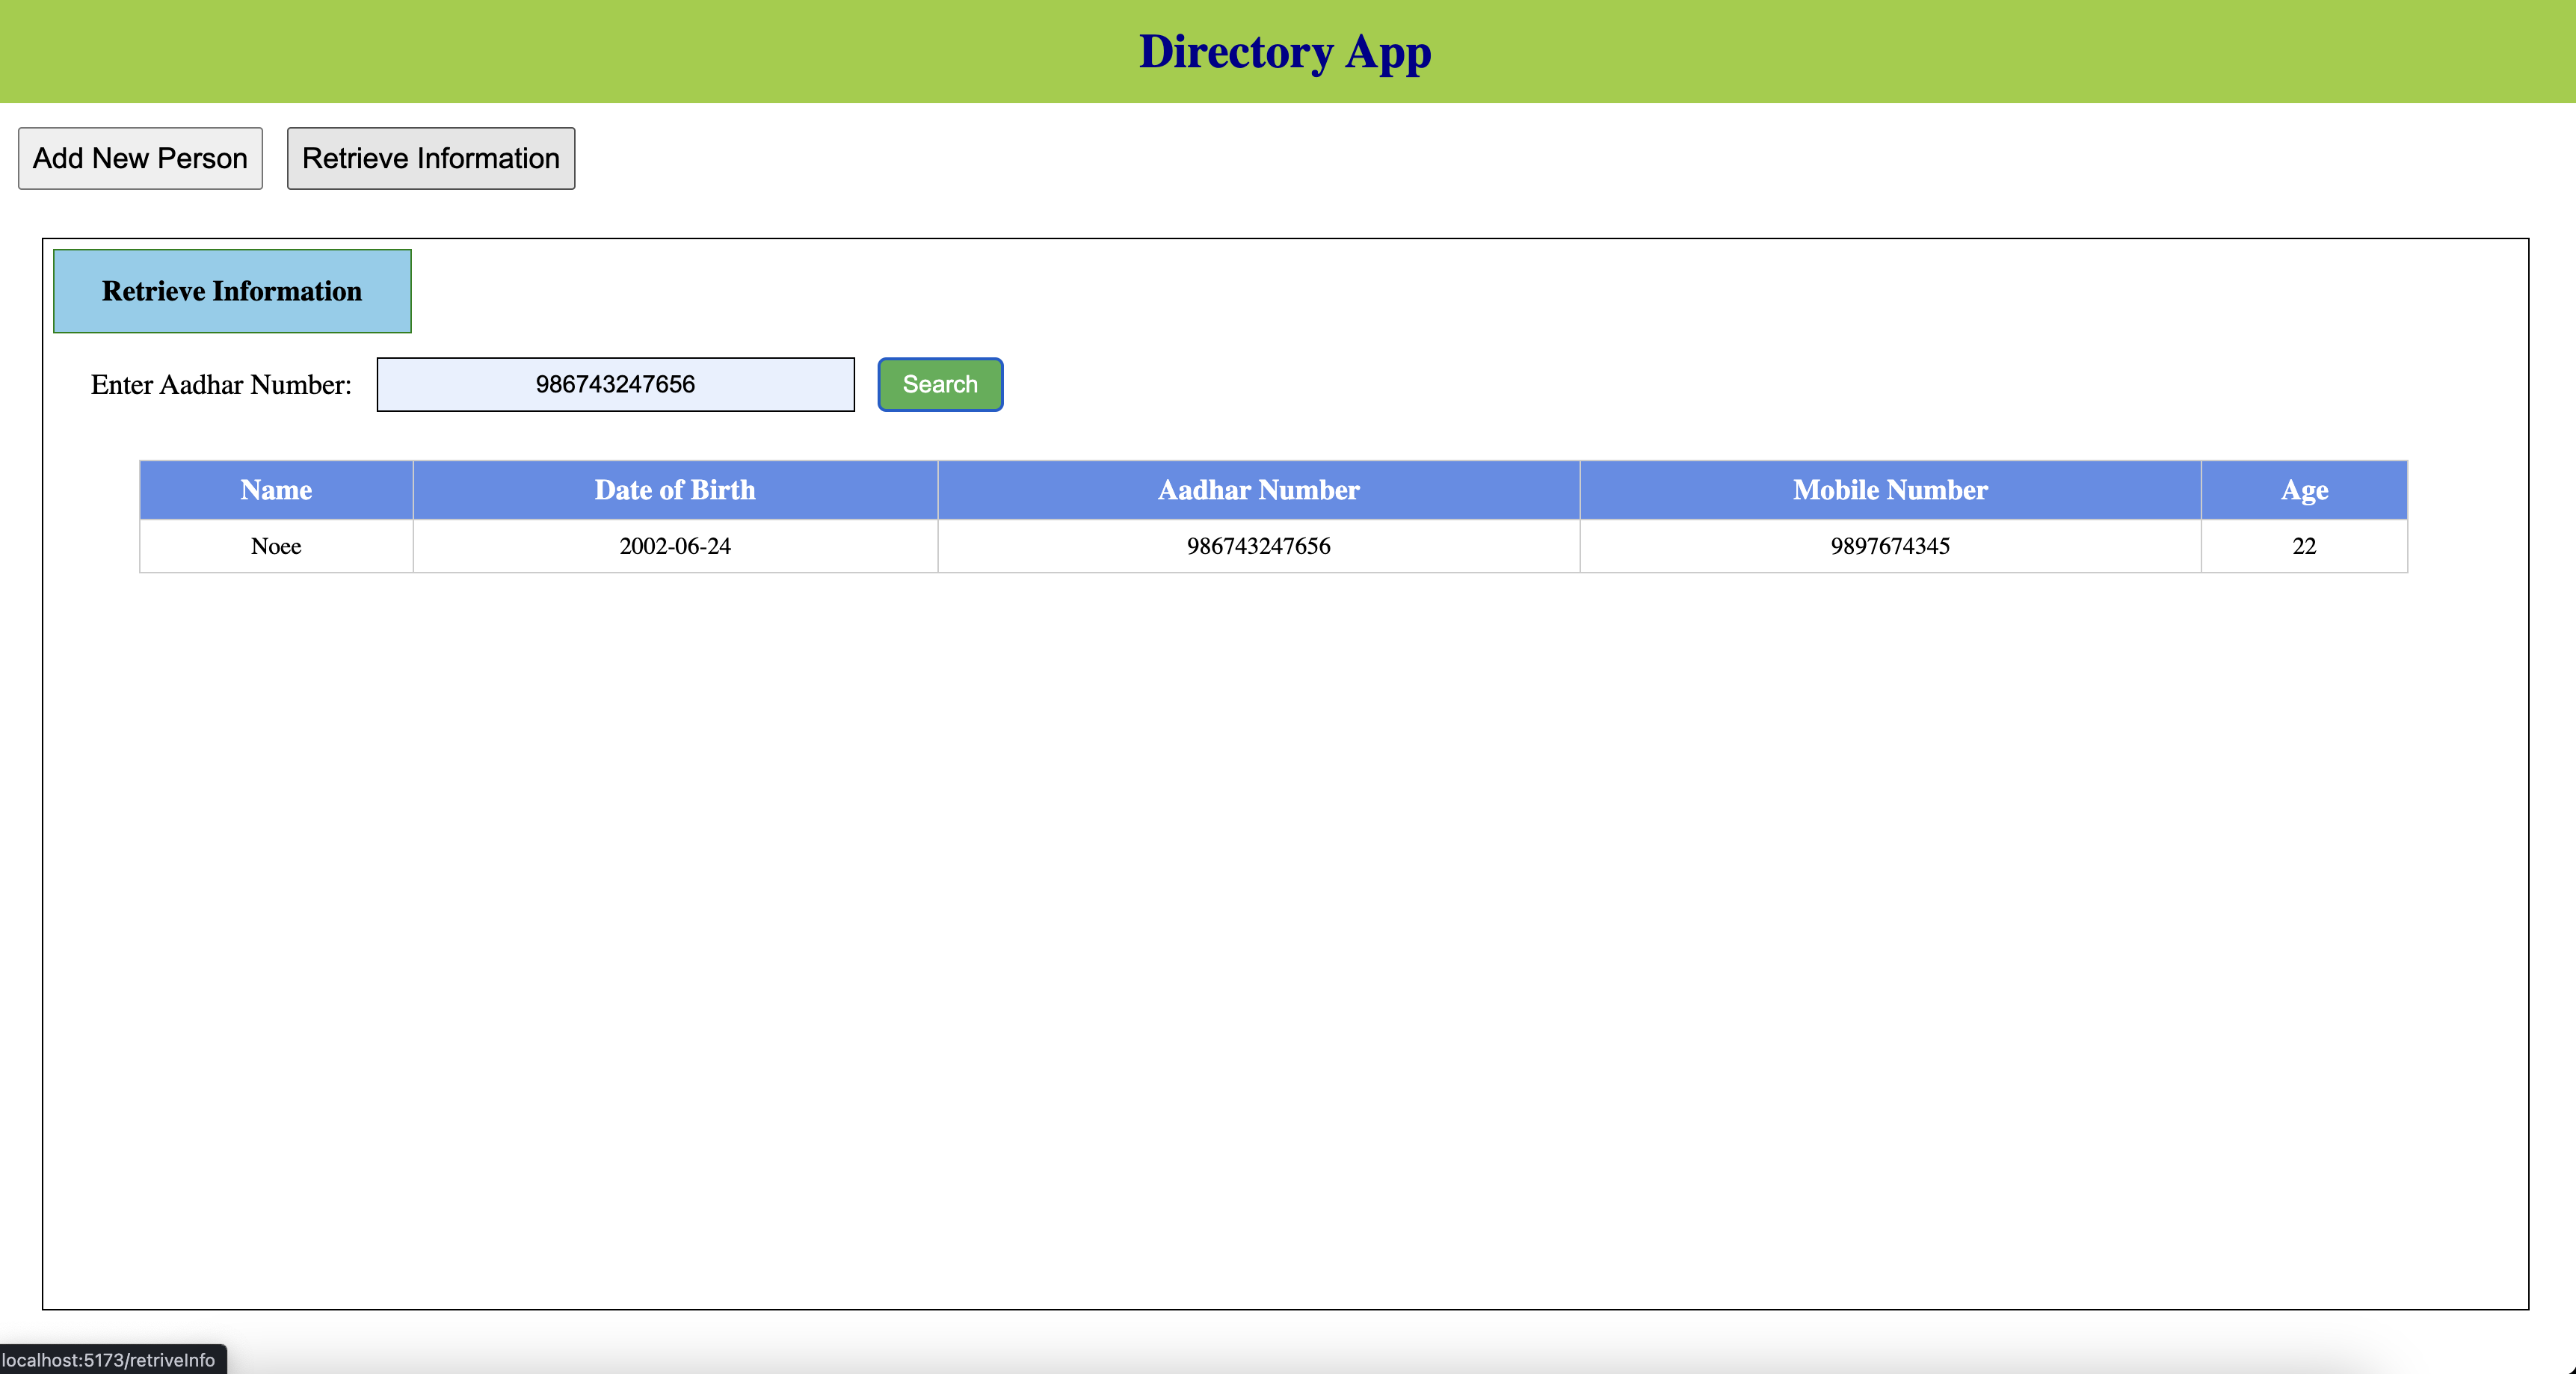 Directory App
Add New Person Retrieve Information
Retrieve Information
Enter Aadhar Number: 986743247656 Search
Name Date of Birth Aadhar Number Mobile Number Age
Noee 2002-06-24 986743247656 9897674345 22
localhost:5173/retriveInfo